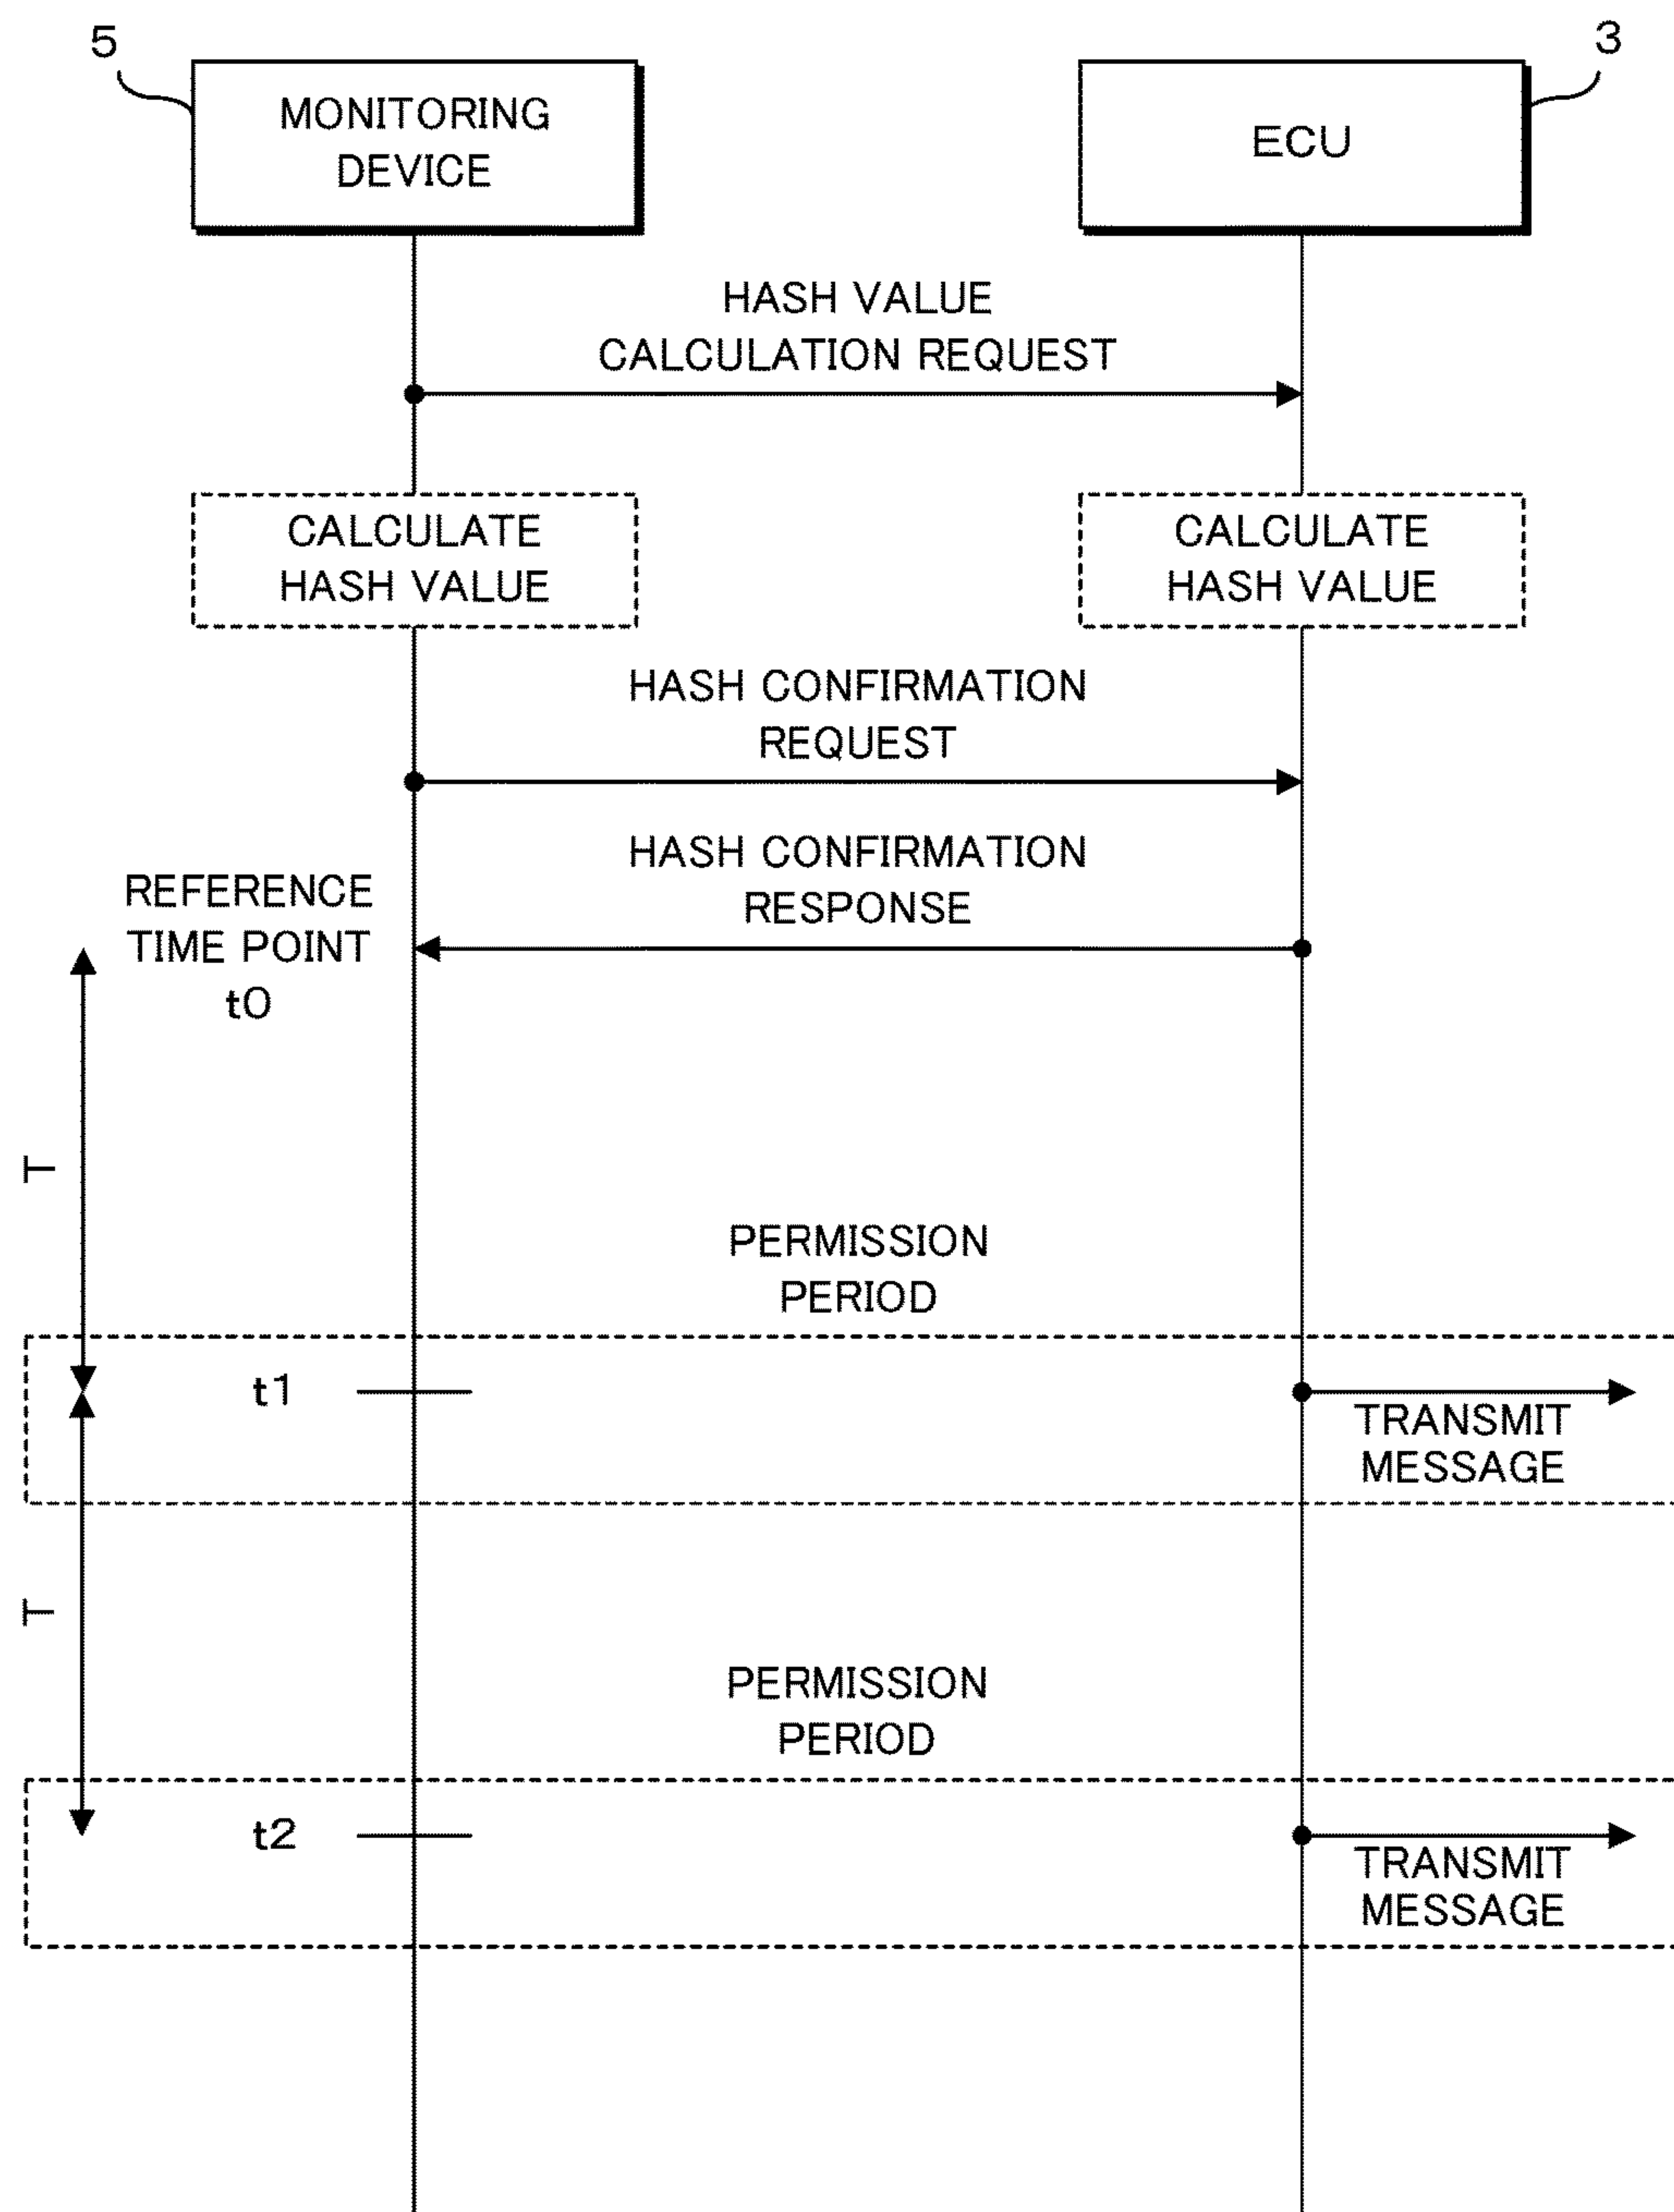 5
3
MONITORING
DEVICE
ECU
HASH VALUE
CALCULATION REQUEST
CALCULATE
HASH VALUE
CALCULATE
HASH VALUE
HASH CONFIRMATION
REQUEST
HASH CONFIRMATION
RESPONSE
REFERENCE
TIME POINT
t0
T
PERMISSION
PERIOD
t1
TRANSMIT
MESSAGE
T
PERMISSION
PERIOD
t2
TRANSMIT
MESSAGE